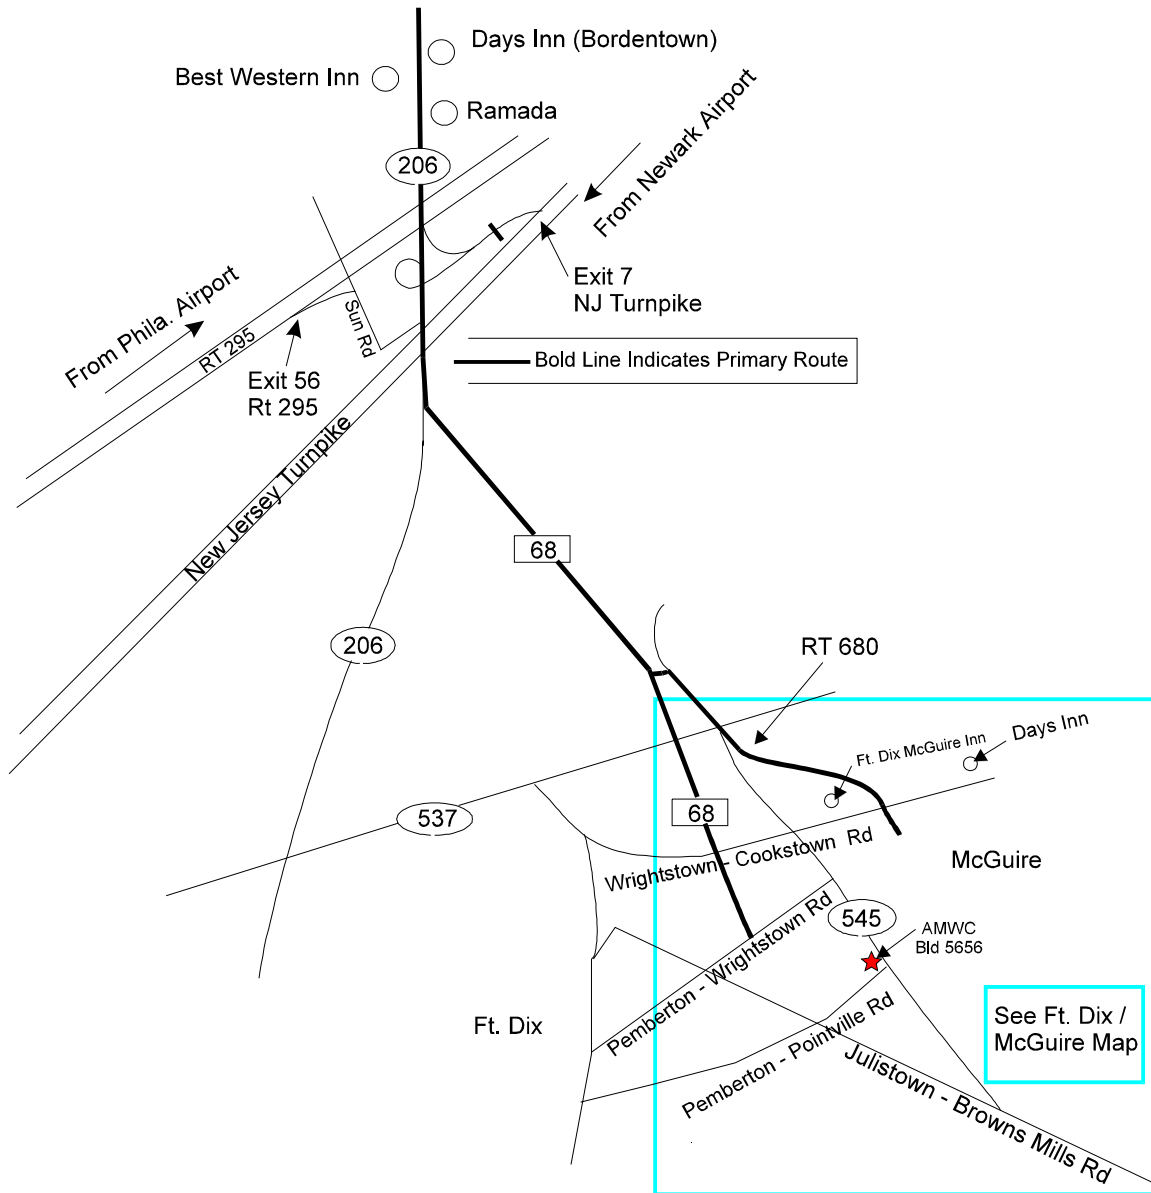 Days Inn (Bordentown)
Best Western Inn
Ramada
206
From Newark Airport
Exit 7
NJ Turnpike
From Phila. Airport
RT 295
Sun Rd
Exit 56
Rt 295
Bold Line Indicates Primary Route
New Jersey Turnpike
68
206
RT 680
Days Inn
Ft. Dix McGuire Inn
537
68
Wrightstown - Cookstown Rd
McGuire
545
AMWC
Bld 5656
Pemberton - Wrightstown Rd
Ft. Dix
See Ft. Dix /
McGuire Map
Pemberton - Pointville Rd
Julistown - Browns Mills Rd